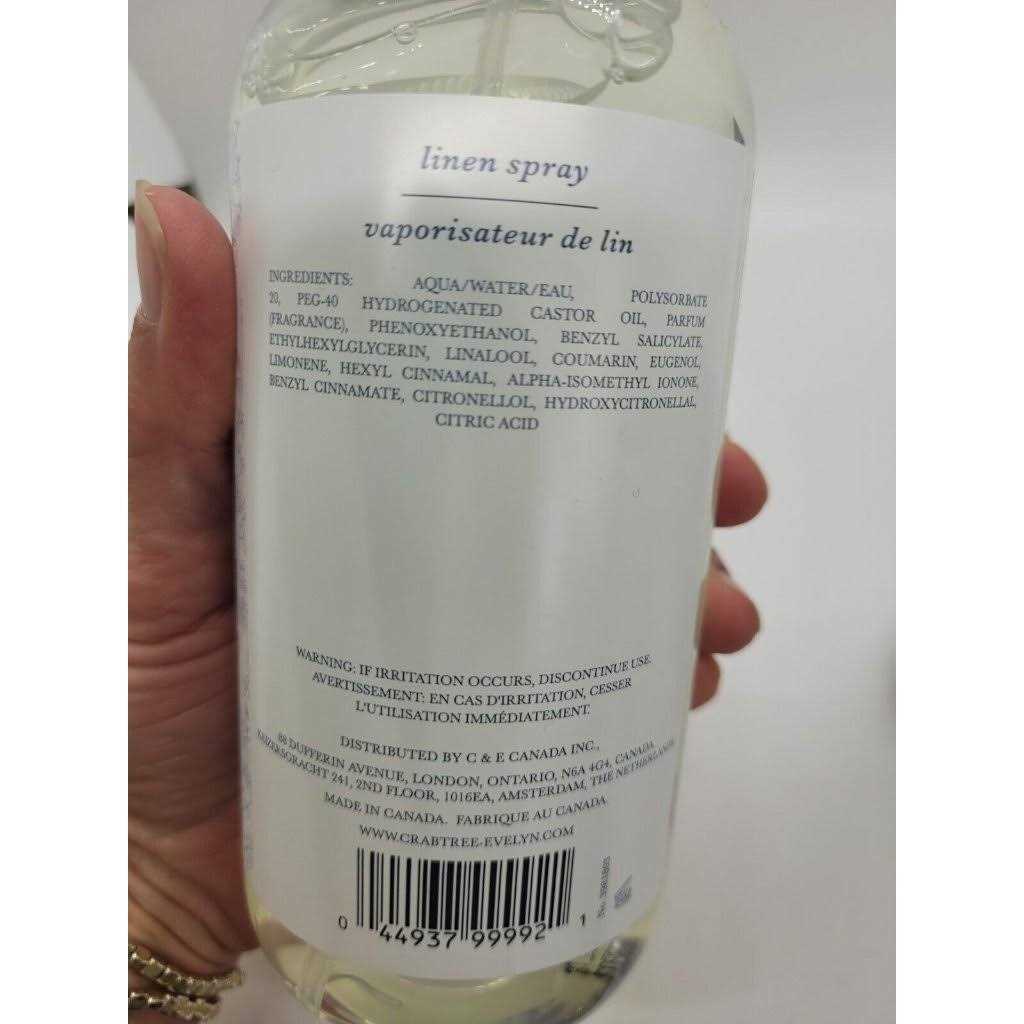 linen spray
vaporisateur de lin
INGREDIENTS: AQUA/WATER/EAU, POLYSORBATE
20, PEG-40 HYDROGENATED CASTOR OIL, PARFUM
(FRAGRANCE), PHENOXYETHANOL, BENZYL SALICYLATE,
ETHYLHEXYLGLYCERIN, LINALOOL, COUMARIN, EUGENOL,
LIMONENE, HEXYL CINNAMAL, ALPHA-ISOMETHYL IONONE,
BENZYL CINNAMATE, CITRONELLOL, HYDROXYCITRONELLAL,
CITRIC ACID
WARNING: IF IRRITATION OCCURS, DISCONTINUE USE.
AVERTISSEMENT: EN CAS D'IRRITATION, CESSER
L'UTILISATION IMMÉDIATEMENT.
DISTRIBUTED BY C & E CANADA INC.,
88 DUFFERIN AVENUE, LONDON, ONTARIO, N6A 4G4, CANADA
KEIZERSGRACHT 241, 2ND FLOOR, 1016EA, AMSTERDAM, THE NETHERLANDS
MADE IN CANADA. FABRIQUE AU CANADA
WWW.CRABTREE-EVELYN.COM
0 44937 99992 1
No.